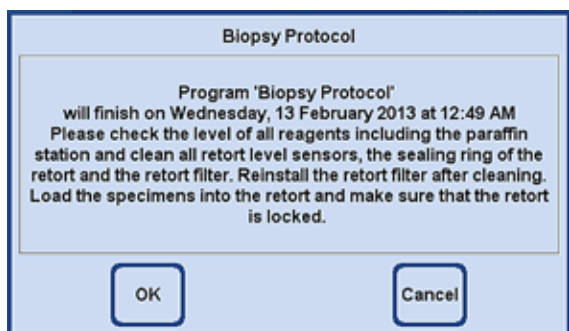 Biopsy Protocol
Program 'Biopsy Protocol'
will finish on Wednesday, 13 February 2013 at 12:49 AM
Please check the level of all reagents including the paraffin
station and clean all retort level sensors, the sealing ring of the
retort and the retort filter. Reinstall the retort filter after cleaning.
Load the specimens into the retort and make sure that the retort
is locked.
OK
Cancel